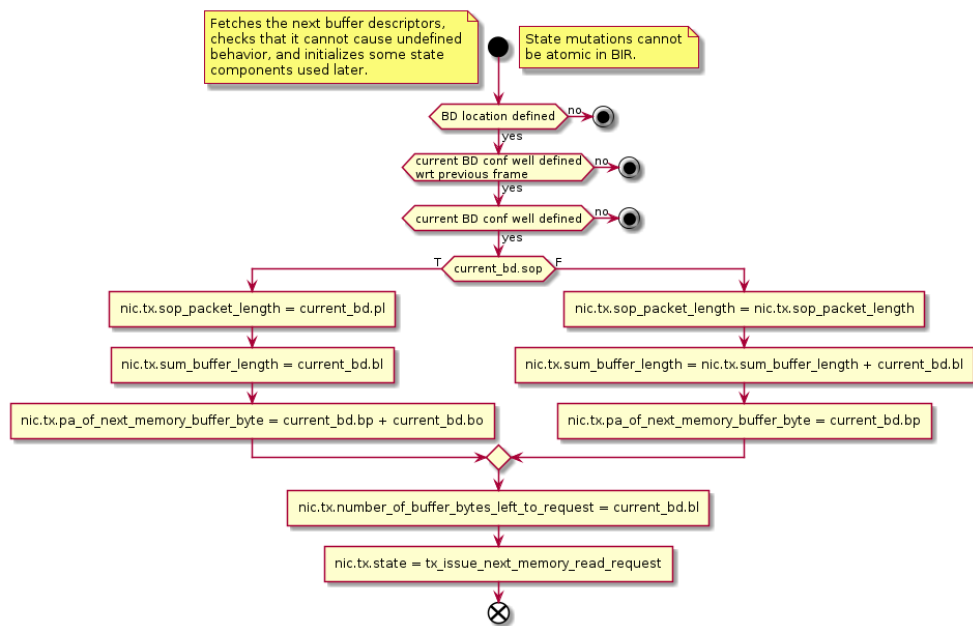 Fetches the next buffer descriptors,
checks that it cannot cause undefined
behavior, and initializes some state
components used later.
State mutations cannot
be atomic in BIR.
BD location defined
no
yes
current BD conf well defined
wrt previous frame
no
yes
current BD conf well defined
no
yes
T
current_bd.sop
F
nic.tx.sop_packet_length = current_bd.pl
nic.tx.sop_packet_length = nic.tx.sop_packet_length
nic.tx.sum_buffer_length = current_bd.bl
nic.tx.sum_buffer_length = nic.tx.sum_buffer_length + current_bd.bl
nic.tx.pa_of_next_memory_buffer_byte = current_bd.bp + current_bd.bo
nic.tx.pa_of_next_memory_buffer_byte = current_bd.bp
nic.tx.number_of_buffer_bytes_left_to_request = current_bd.bl
nic.tx.state = tx_issue_next_memory_read_request